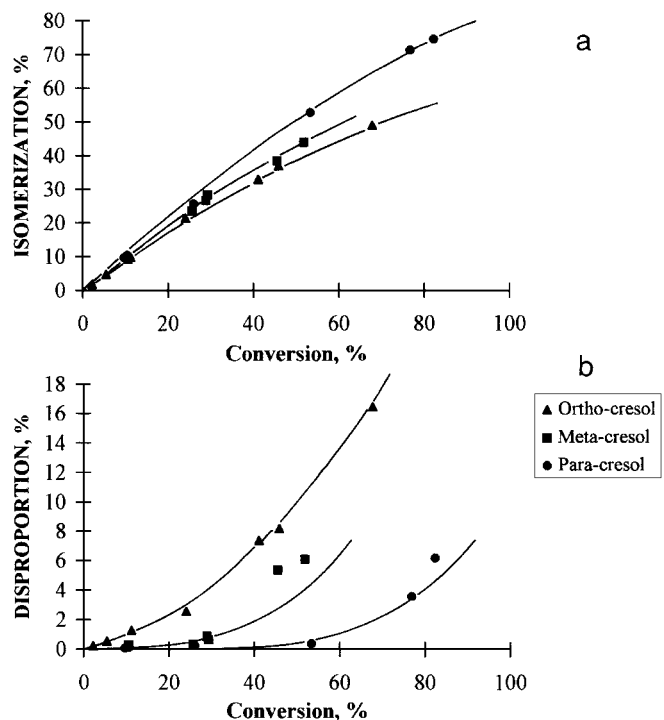 a
ISOMERIZATION, %
80
70
60
50
40
30
20
10
0
0 20 40 60 80 100
Conversion, %
b
DISPROPORTION, %
18
16
14
12
10
8
6
4
2
0
0 20 40 60 80 100
Conversion, %
Ortho-cresol
Meta-cresol
Para-cresol